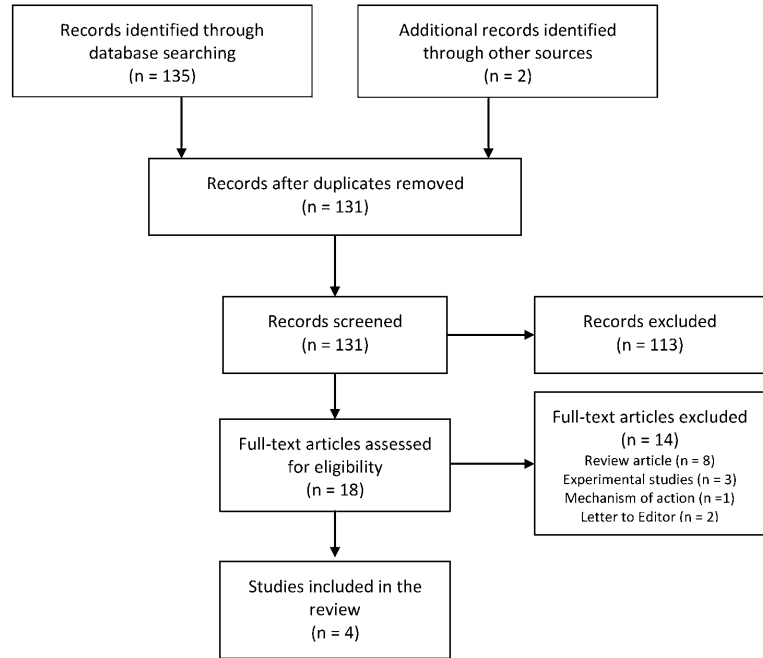 Records identified through
database searching
(n = 135)
Additional records identified
through other sources
(n = 2)
Records after duplicates removed
(n = 131)
Records screened
(n = 131)
Records excluded
(n = 113)
Full-text articles assessed
for eligibility
(n = 18)
Full-text articles excluded
(n = 14)
Review article (n = 8)
Experimental studies (n = 3)
Mechanism of action (n =1)
Letter to Editor (n = 2)
Studies included in the
review
(n = 4)